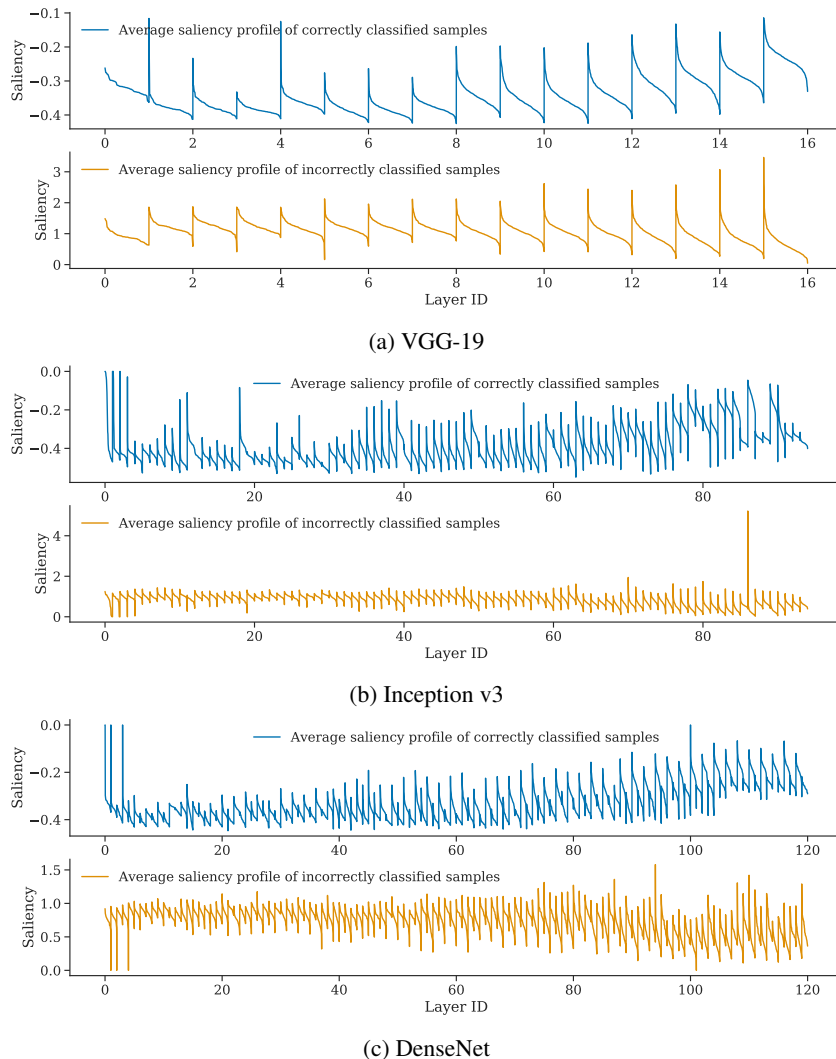 −0.1
−0.2
−0.3
−0.4
Saliency
Average saliency profile of correctly classified samples
0 2 4 6 8 10 12 14 16
3
2
1
0
Saliency
Average saliency profile of incorrectly classified samples
0 2 4 6 8 10 12 14 16
Layer ID
(a) VGG-19
0.0
−0.2
−0.4
Saliency
Average saliency profile of correctly classified samples
0 20 40 60 80
4
2
0
Saliency
Average saliency profile of incorrectly classified samples
0 20 40 60 80
Layer ID
(b) Inception v3
0.0
−0.2
−0.4
Saliency
Average saliency profile of correctly classified samples
0 20 40 60 80 100 120
1.5
1.0
0.5
0.0
Saliency
Average saliency profile of incorrectly classified samples
0 20 40 60 80 100 120
Layer ID
(c) DenseNet